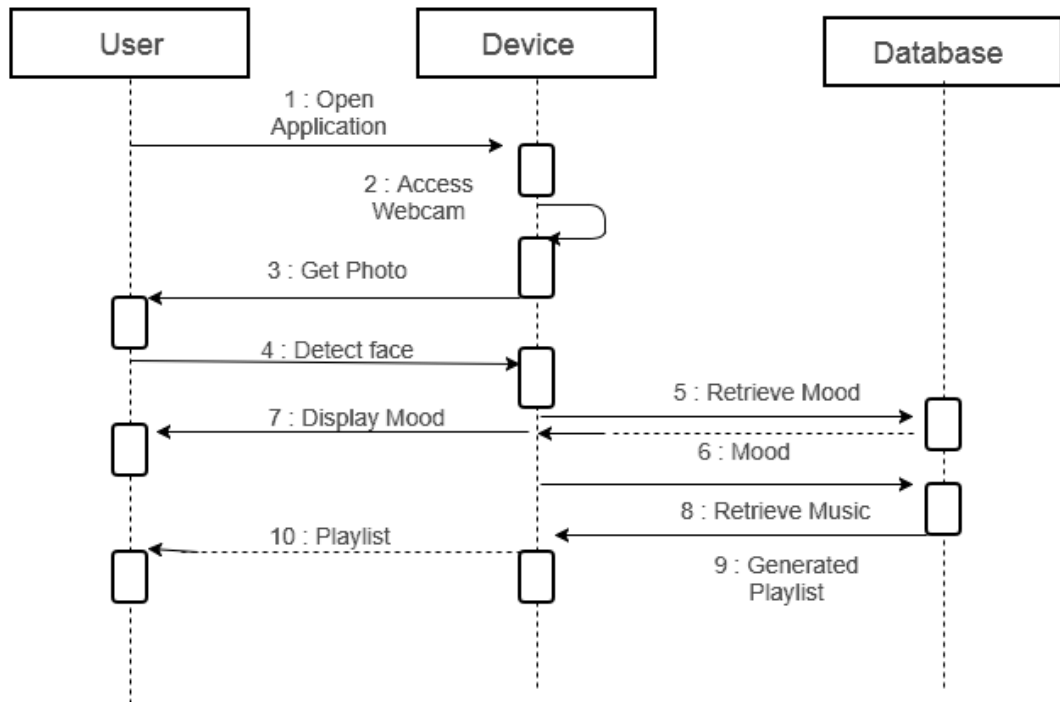 User
Device
Database
1 : Open
Application
2 : Access
Webcam
3 : Get Photo
4 : Detect face
5 : Retrieve Mood
7 : Display Mood
6 : Mood
8 : Retrieve Music
10 : Playlist
9 : Generated
Playlist